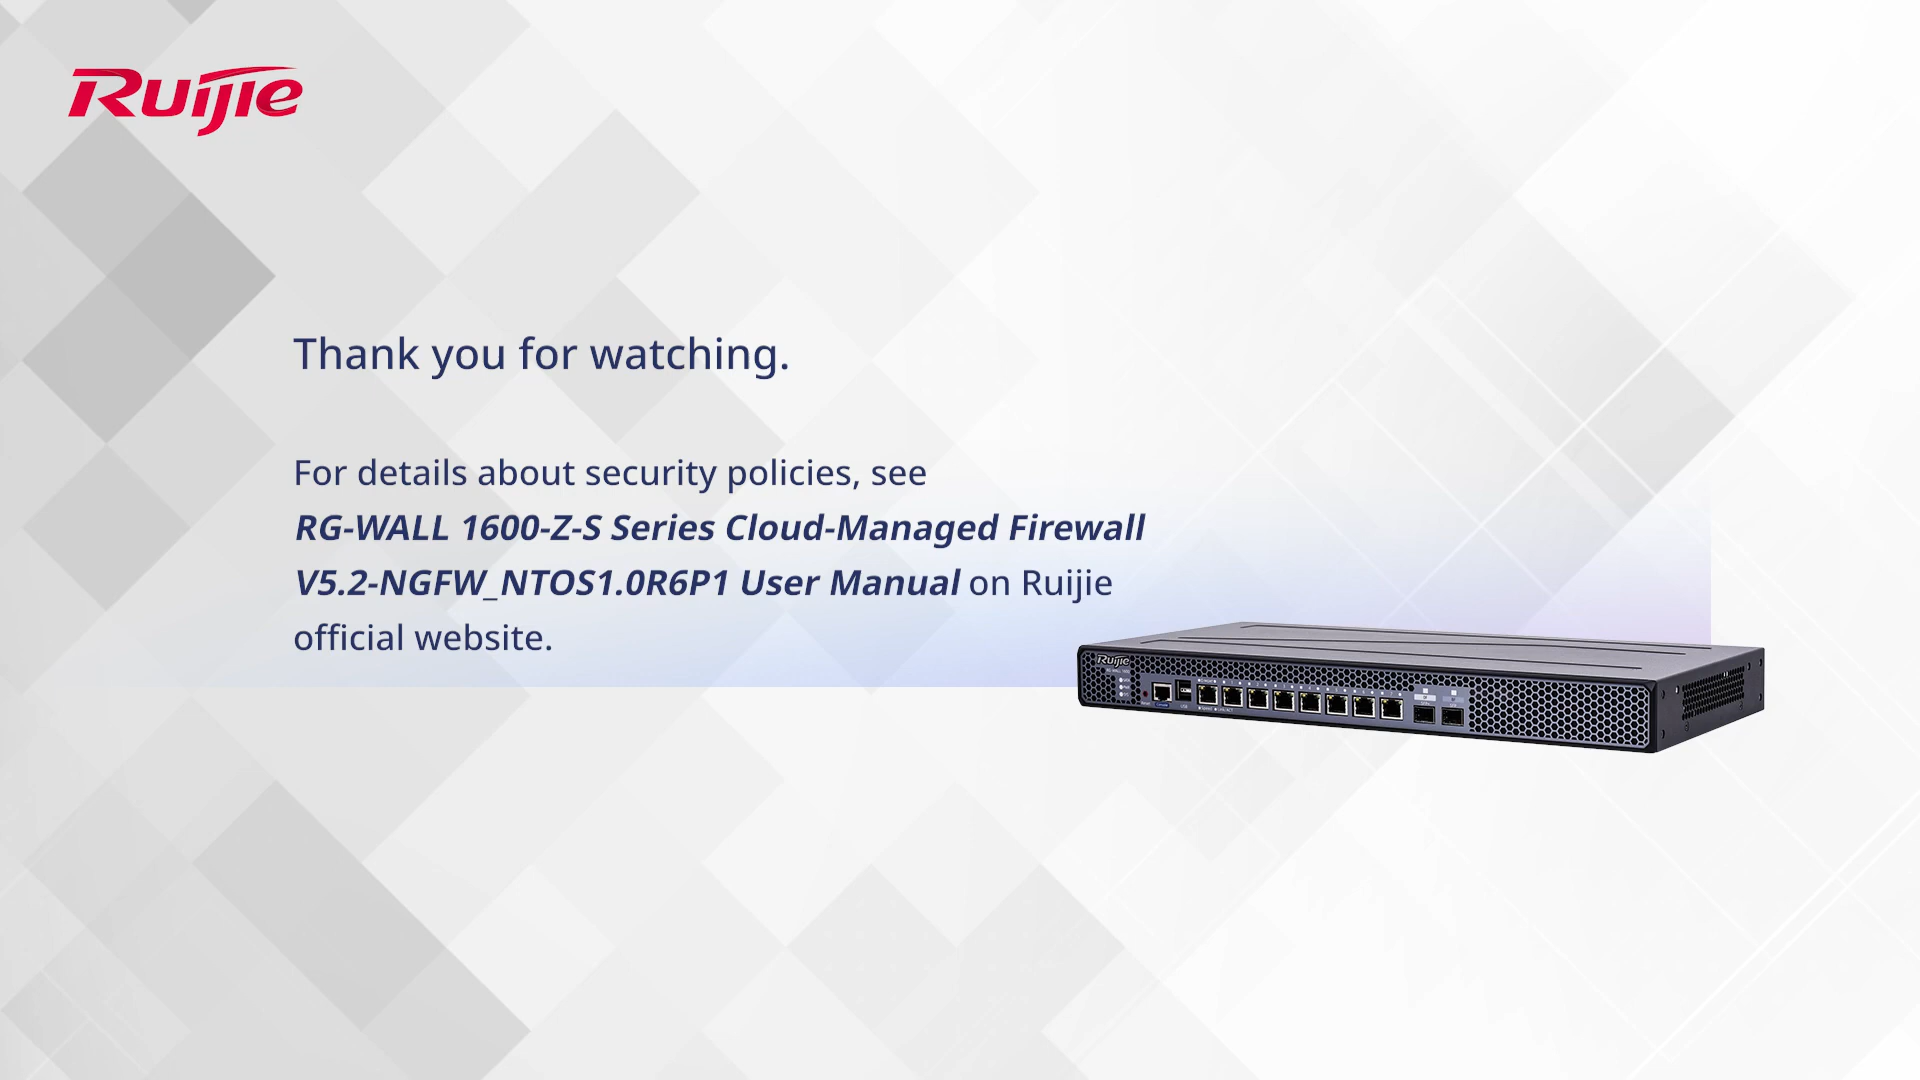 Ruijie
Thank you for watching.
For details about security policies, see
RG-WALL 1600-Z-S Series Cloud-Managed Firewall
V5.2-NGFW_NTOS1.0R6P1 User Manual on Ruijie
official website.
Ruijie